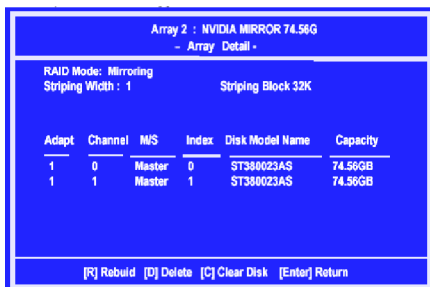 Array 2 : NVIDIA MIRROR 74.56G
- Array Detail -
RAID Mode: Mirroring
Striping Width : 1 Striping Block 32K
Adapt Channel M/S Index Disk Model Name Capacity
1 0 Master 0 ST380023AS 74.56GB
1 1 Master 1 ST380023AS 74.56GB
[R] Rebuid [D] Delete [C] Clear Disk [Enter] Return